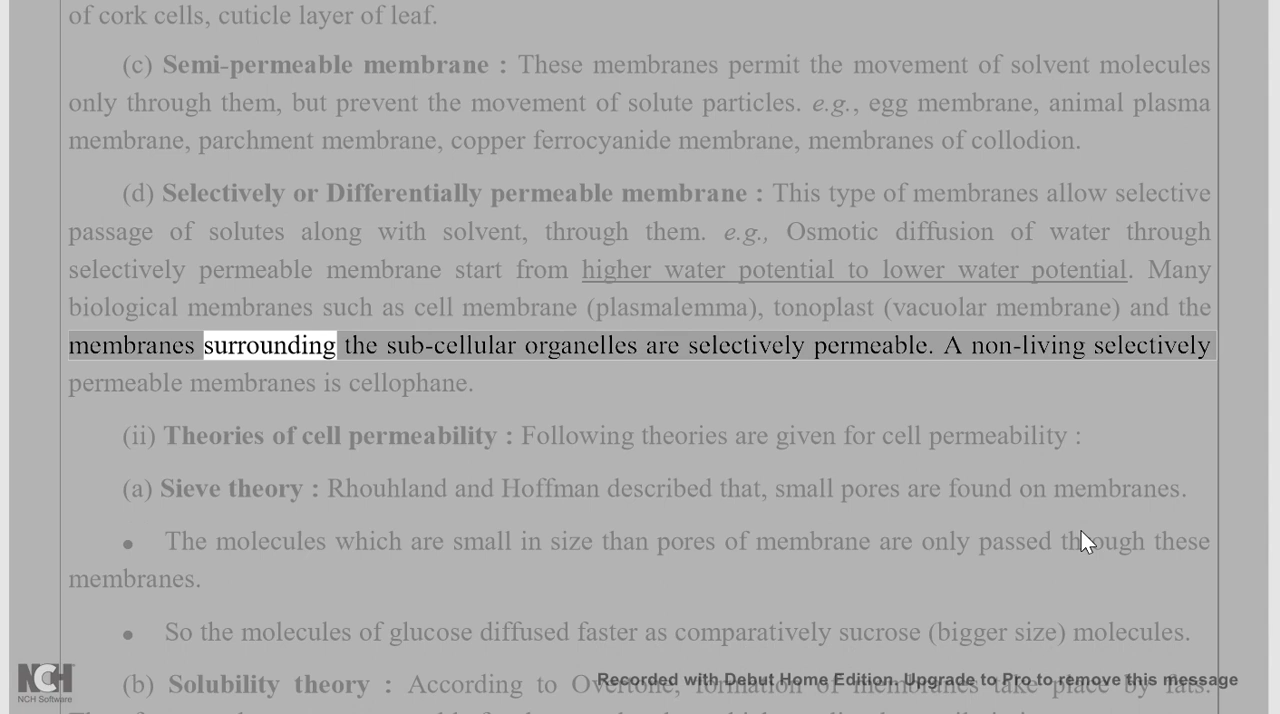 of cork cells, cuticle layer of leaf.
(c) Semi-permeable membrane : These membranes permit the movement of solvent molecules
only through them, but prevent the movement of solute particles. e.g., egg membrane, animal plasma
membrane, parchment membrane, copper ferrocyanide membrane, membranes of collodion.
(d) Selectively or Differentially permeable membrane : This type of membranes allow selective
passage of solutes along with solvent, through them. e.g., Osmotic diffusion of water through
selectively permeable membrane start from higher water potential to lower water potential. Many
biological membranes such as cell membrane (plasmalemma), tonoplast (vacuolar membrane) and the
membranes surrounding the sub-cellular organelles are selectively permeable. A non-living selectively
permeable membranes is cellophane.
(ii) Theories of cell permeability : Following theories are given for cell permeability :
(a) Sieve theory : Rhouhland and Hoffman described that, small pores are found on membranes.
• The molecules which are small in size than pores of membrane are only passed through these
membranes.
• So the molecules of glucose diffused faster as comparatively sucrose (bigger size) molecules.
(b) Solubility theory : According to Overtone, formation of membranes take place by fats.
Recorded with Debut Home Edition. Upgrade to Pro to remove this message
NCH
NCH Software